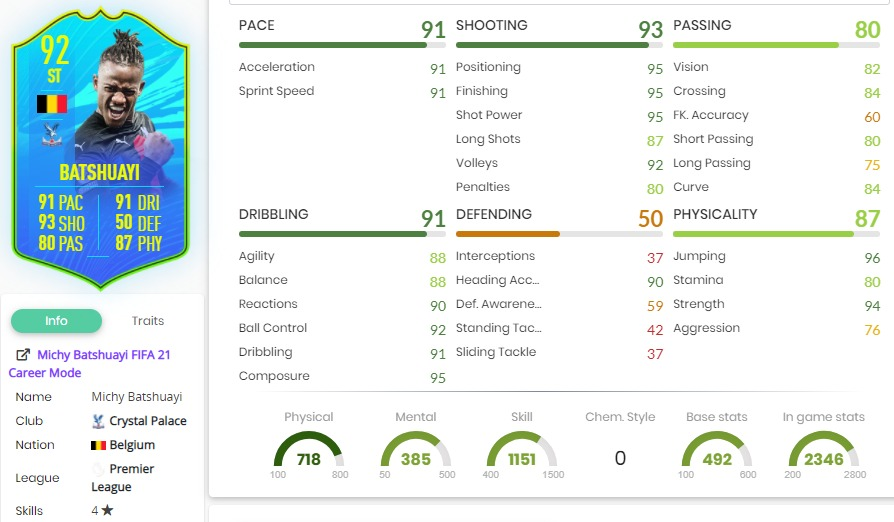 92
ST
BATSHUAYI
91 PAC 91 DRI
93 SHO 50 DEF
80 PAS 87 PHY
Info Traits
Michy Batshuayi FIFA 21
Career Mode
Name Michy Batshuayi
Club Crystal Palace
Nation Belgium
League Premier
League
Skills 4★
PACE 91
Acceleration 91
Sprint Speed 91
SHOOTING 93
Positioning 95
Finishing 95
Shot Power 95
Long Shots 87
Volleys 92
Penalties 80
PASSING 80
Vision 82
Crossing 84
FK. Accuracy 60
Short Passing 80
Long Passing 75
Curve 84
DRIBBLING 91
Agility 88
Balance 88
Reactions 90
Ball Control 92
Dribbling 91
Composure 95
DEFENDING 50
Interceptions 37
Heading Acc... 90
Def. Awarene... 59
Standing Tac... 42
Sliding Tackle 37
PHYSICALITY 87
Jumping 96
Stamina 80
Strength 94
Aggression 76
Physical
718
100 800
Mental
385
50 500
Skill
1151
400 1500
Chem. Style
0
Base stats
492
100 600
In game stats
2346
200 2800